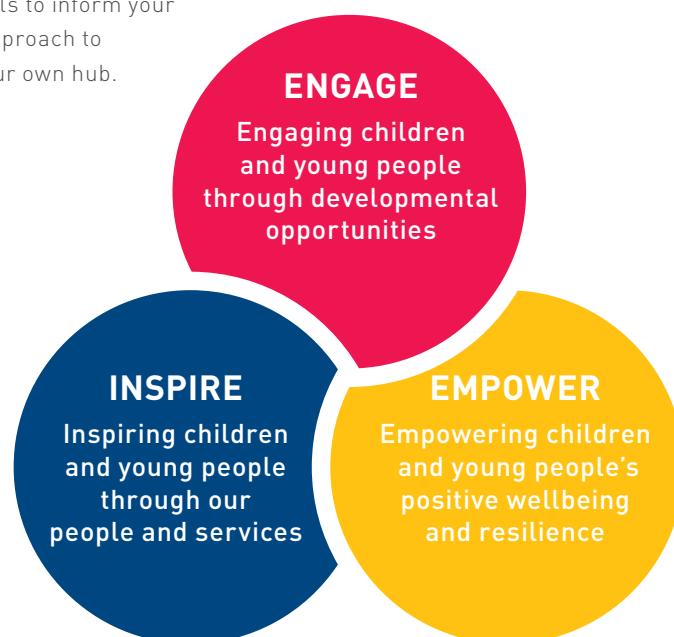 ls to inform your
proach to
ur own hub.
ENGAGE
Engaging children
and young people
through developmental
opportunities
INSPIRE
Inspiring children
and young people
through our
people and services
EMPOWER
Empowering children
and young people’s
positive wellbeing
and resilience